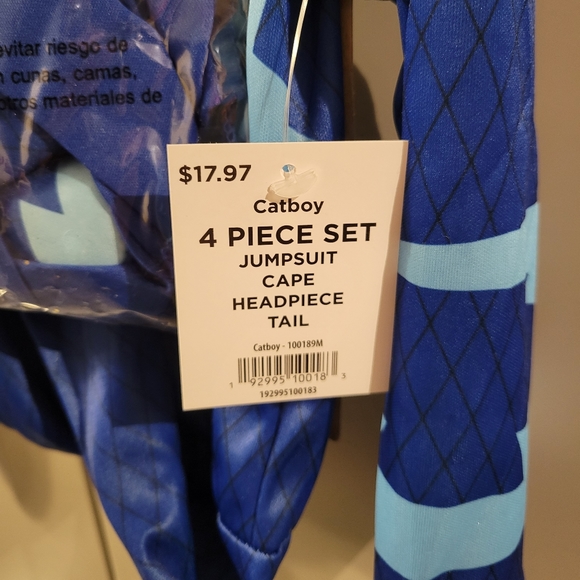 evitar riesgo de
n cunas, camas,
otros materiales de
$17.97
Catboy
4 PIECE SET
JUMPSUIT
CAPE
HEADPIECE
TAIL
Catboy - 100189M
1 92995 10018 3
192995100183